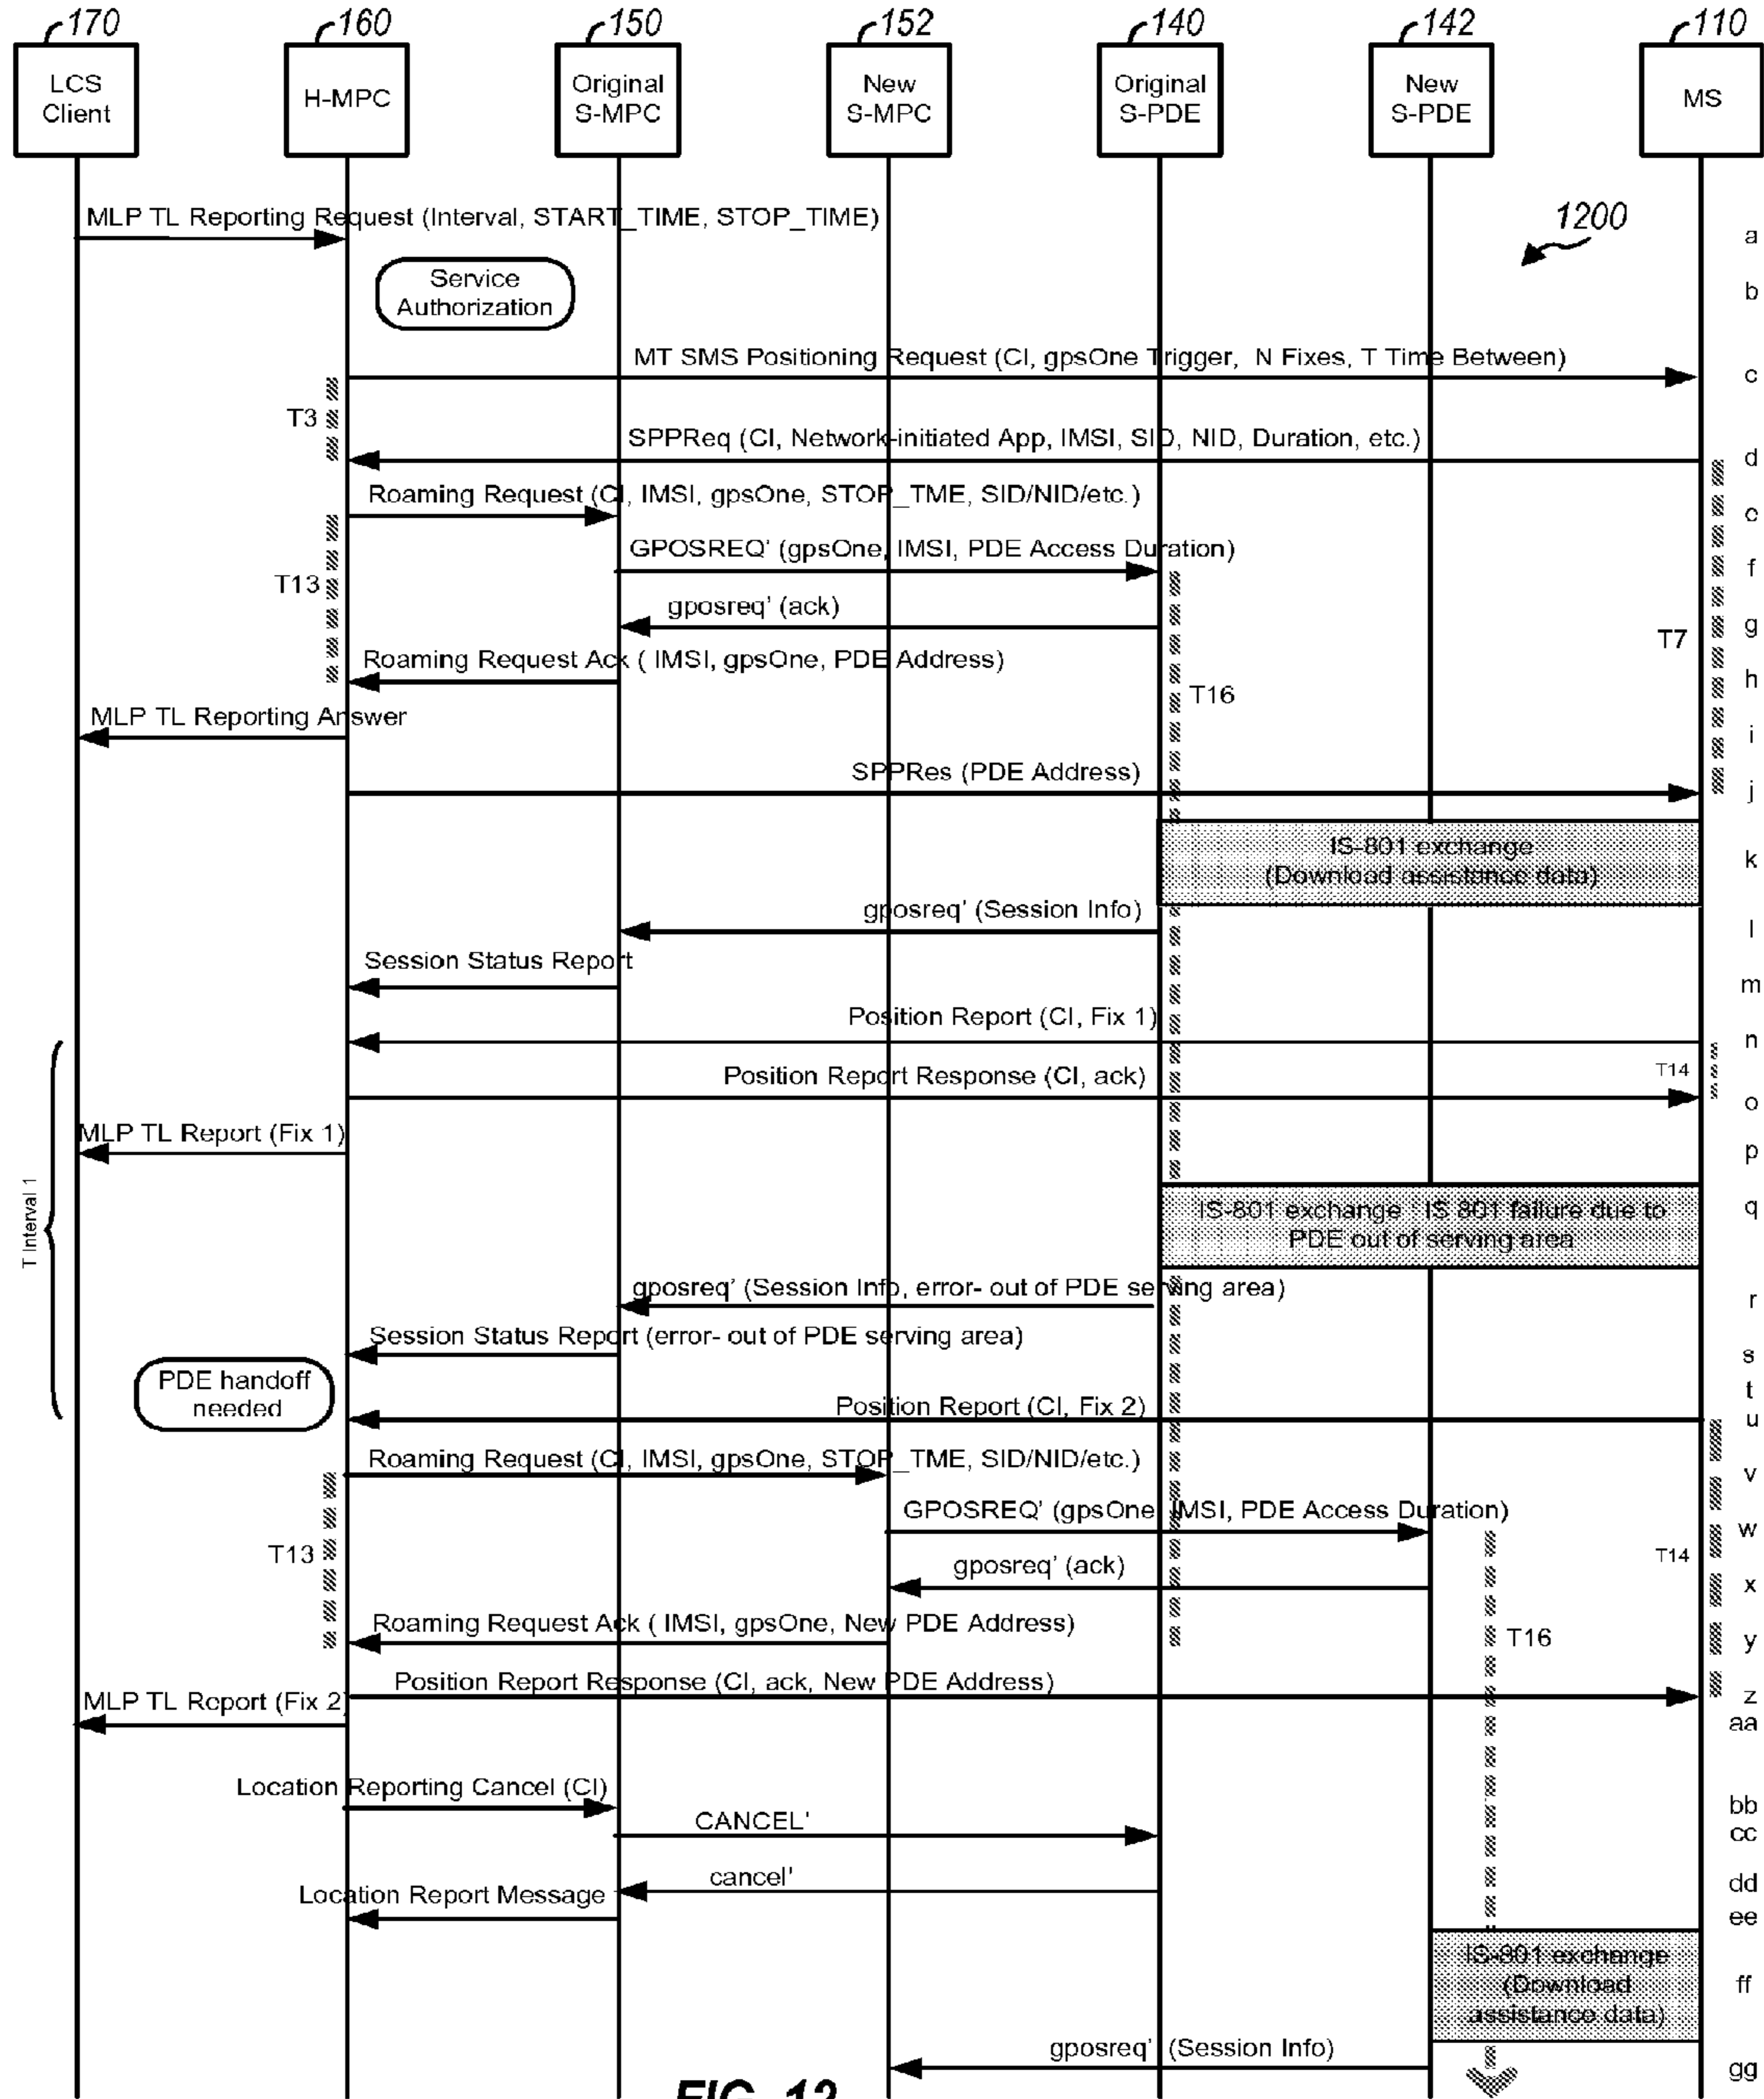 170 160 150 152 140 142 110
LCS
Client
H-MPC
Original
S-MPC
New
S-MPC
Original
S-PDE
New
S-PDE
MS
MLP TL Reporting Request (Interval, START_TIME, STOP_TIME)
1200
a
Service
Authorization
b
MT SMS Positioning Request (CI, gpsOne Trigger, N Fixes, T Time Between)
c
T3
SPPReq (CI, Network-initiated App, IMSI, SID, NID, Duration, etc.)
d
Roaming Request (CI, IMSI, gpsOne, STOP_TME, SID/NID/etc.)
e
GPOSREQ' (gpsOne, IMSI, PDE Access Duration)
f
T13
gposreq' (ack)
g
T7
Roaming Request Ack ( IMSI, gpsOne, PDE Address)
h
T16
MLP TL Reporting Answer
i
SPPRes (PDE Address)
j
IS-801 exchange
(Download assistance data)
k
gposreq' (Session Info)
l
Session Status Report
m
Position Report (CI, Fix 1)
n
Position Report Response (CI, ack)
T14
o
MLP TL Report (Fix 1)
p
T Interval 1
IS-801 exchange : IS 801 failure due to
PDE out of serving area
q
gposreq' (Session Info, error- out of PDE serving area)
r
Session Status Report (error- out of PDE serving area)
s
PDE handoff
needed
t
Position Report (CI, Fix 2)
u
Roaming Request (CI, IMSI, gpsOne, STOP_TME, SID/NID/etc.)
v
GPOSREQ' (gpsOne, IMSI, PDE Access Duration)
w
T13
T14
gposreq' (ack)
x
Roaming Request Ack ( IMSI, gpsOne, New PDE Address)
T16
y
Position Report Response (CI, ack, New PDE Address)
z
MLP TL Report (Fix 2)
aa
Location Reporting Cancel (CI)
bb
CANCEL'
cc
cancel'
dd
Location Report Message
ee
IS-801 exchange
(Download
assistance data)
ff
gposreq' (Session Info)
gg
FIG. 12